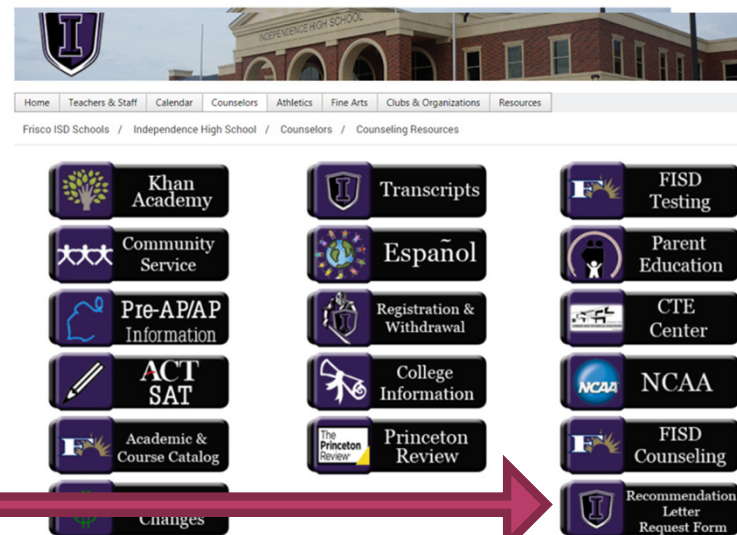 INDEPENDENCE HIGH SCHOOL
Home Teachers & Staff Calendar Counselors Athletics Fine Arts Clubs & Organizations Resources
Frisco ISD Schools / Independence High School / Counselors / Counseling Resources
Khan
Academy
Transcripts
FISD
Testing
Community
Service
Español
Parent
Education
Pre-AP/AP
Information
Registration &
Withdrawal
CTE
Center
ACT
SAT
College
Information
NCAA
NCAA
Academic &
Course Catalog
The
Princeton
Review
Princeton
Review
FISD
Counseling
Changes
Recommendation
Letter
Request Form